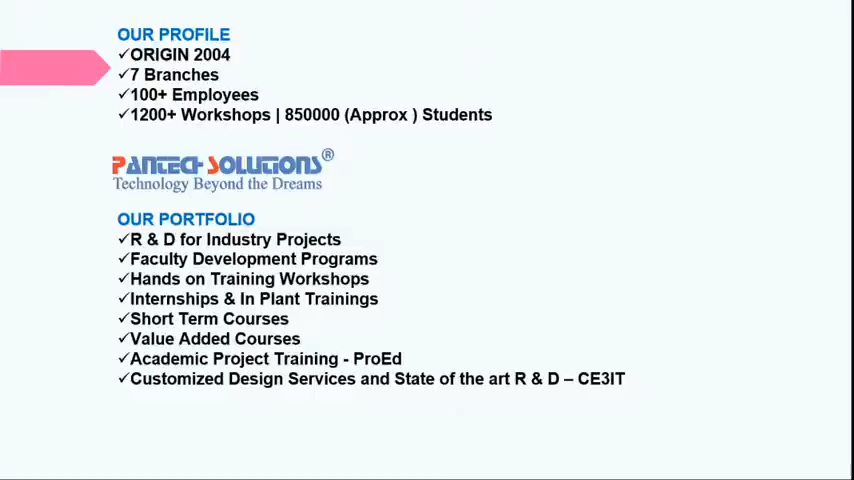 OUR PROFILE
✓ORIGIN 2004
✓7 Branches
✓100+ Employees
✓1200+ Workshops | 850000 (Approx ) Students
PANTECH SOLUTIONS®
Technology Beyond the Dreams
OUR PORTFOLIO
✓R & D for Industry Projects
✓Faculty Development Programs
✓Hands on Training Workshops
✓Internships & In Plant Trainings
✓Short Term Courses
✓Value Added Courses
✓Academic Project Training - ProEd
✓Customized Design Services and State of the art R & D – CE3IT